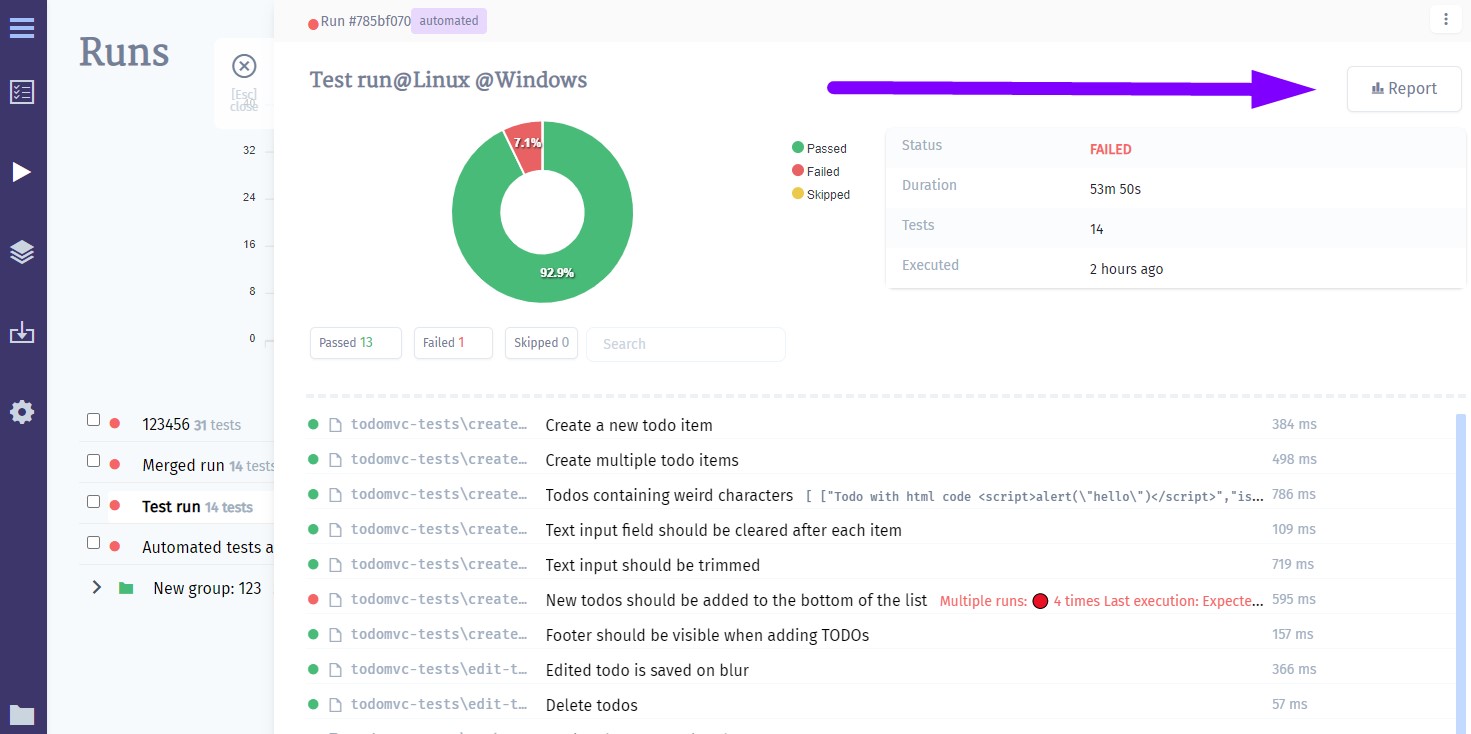 Runs
[Esc]
close
40
32
24
16
8
0
123456 31 tests
Merged run 14 tests
Test run 14 tests
Automated tests a
New group: 123
Run #785bf070 automated
Test run@Linux @Windows
Report
7.1%
92.9%
Passed
Failed
Skipped
Status FAILED
Duration 53m 50s
Tests 14
Executed 2 hours ago
Passed 13 Failed 1 Skipped 0 Search
todomvc-tests\create… Create a new todo item 384 ms
todomvc-tests\create… Create multiple todo items 498 ms
todomvc-tests\create… Todos containing weird characters [ ["Todo with html code <script>alert(\"hello\")</script>","is... 786 ms
todomvc-tests\create… Text input field should be cleared after each item 109 ms
todomvc-tests\create… Text input should be trimmed 719 ms
todomvc-tests\create… New todos should be added to the bottom of the list Multiple runs: 🔴 4 times Last execution: Expecte... 595 ms
todomvc-tests\create… Footer should be visible when adding TODOs 157 ms
todomvc-tests\edit-t… Edited todo is saved on blur 366 ms
todomvc-tests\edit-t… Delete todos 57 ms